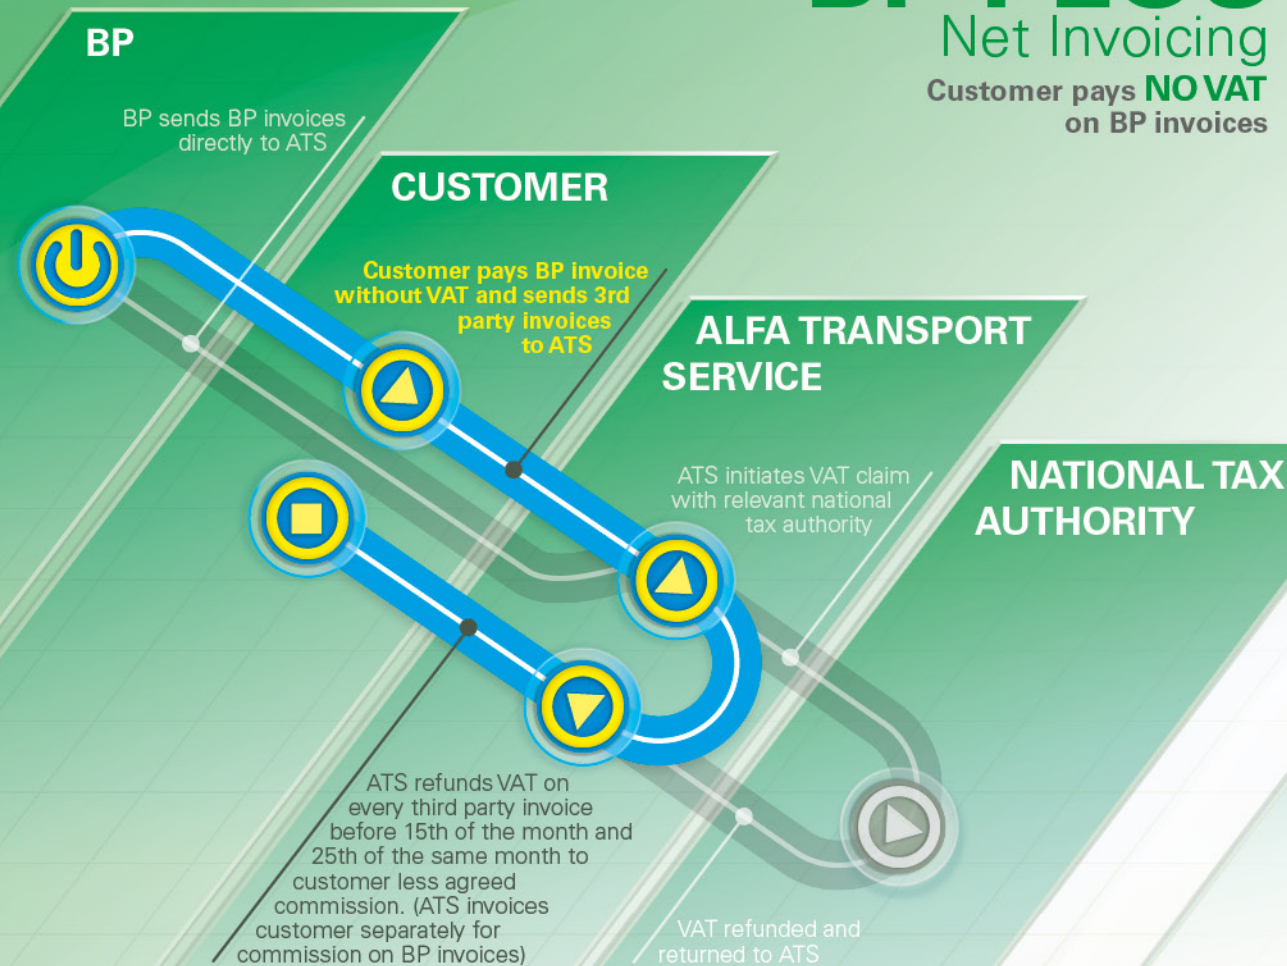 BP
BP sends BP invoices
directly to ATS
Net Invoicing
Customer pays NO VAT
on BP invoices
CUSTOMER
Customer pays BP invoice
without VAT and sends 3rd
party invoices
to ATS
ALFA TRANSPORT
SERVICE
ATS initiates VAT claim
with relevant national
tax authority
NATIONAL TAX
AUTHORITY
ATS refunds VAT on
every third party invoice
before 15th of the month and
25th of the same month to
customer less agreed
commission. (ATS invoices
customer separately for
commission on BP invoices)
VAT refunded and
returned to ATS